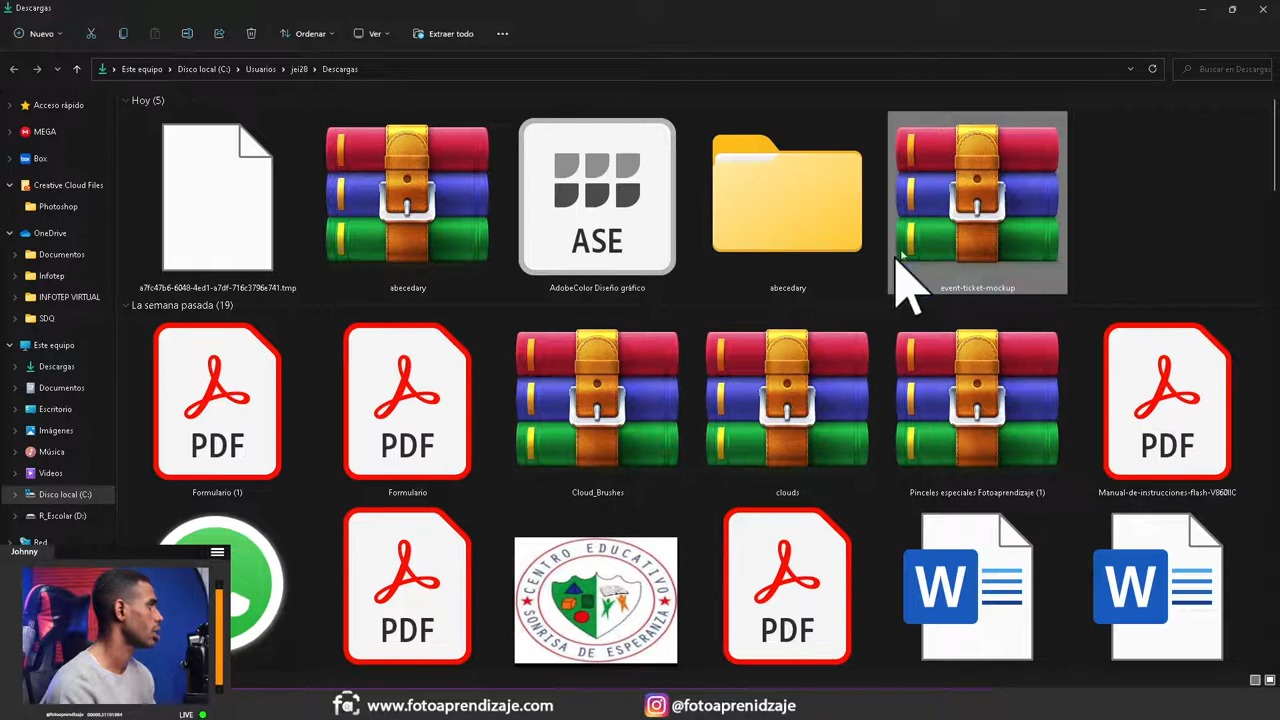 Descargas
Nuevo
Ordenar
Ver
Extraer todo
Este equipo > Disco local (C:) > Usuarios > jei28 > Descargas
Buscar en Descargas
Acceso rápido
MEGA
Box
Creative Cloud Files
Photoshop
OneDrive
Documentos
Infotep
INFOTEP VIRTUAL
SDQ
Este equipo
Descargas
Documentos
Escritorio
Imágenes
Música
Vídeos
Disco local (C:)
R_Escolar (D:)
Red
Hoy (5)
ASE
a7fc47b6-6048-4ed1-a7df-716c3796e741.tmp
abecedary
AdobeColor Diseño gráfico
abecedary
event-ticket-mockup
La semana pasada (19)
PDF
PDF
PDF
Formulario (1)
Formulario
Cloud_Brushes
clouds
Pinceles especiales Fotoaprendizaje (1)
Manual-de-instrucciones-flash-V860IIC
PDF
CENTRO EDUCATIVO
SONRISA DE ESPERANZA
PDF
W
W
Johnny
@fotoaprendizaje
LIVE
fa
www.fotoaprendizaje.com
@fotoaprenidzaje